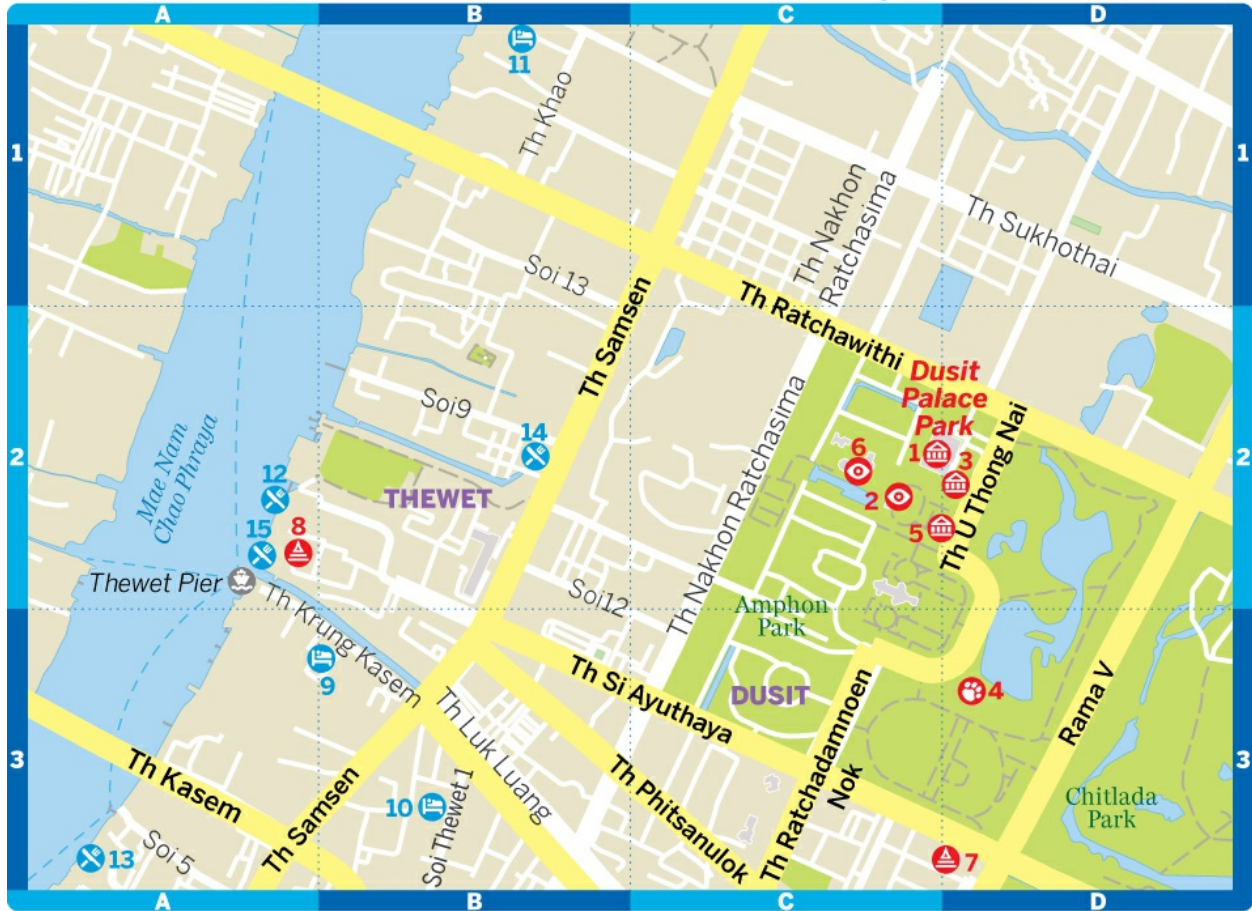 A
B
C
D
11
Th Khao
1
1
Th Nakhon
Ratchasima
Th Sukhothai
Soi 13
Th Samsen
Th Ratchawithi
Dusit
Palace
Park
Soi9
Th Nakhon Ratchasima
Th U Thong Nai
Mae Nam
Chao Phraya
14
1
3
6
2
2
2
12
THEWET
5
15
8
Thewet Pier
Th Krung Kasem
Soi12
Amphon
Park
9
Th Si Ayuthaya
DUSIT
4
Rama V
Th Luk Luang
Th Ratchadamnoen
Nok
3
3
Th Kasem
Th Samsen
10
Soi Thewet 1
Th Phitsanulok
Chitlada
Park
13
Soi 5
7
A
B
C
D